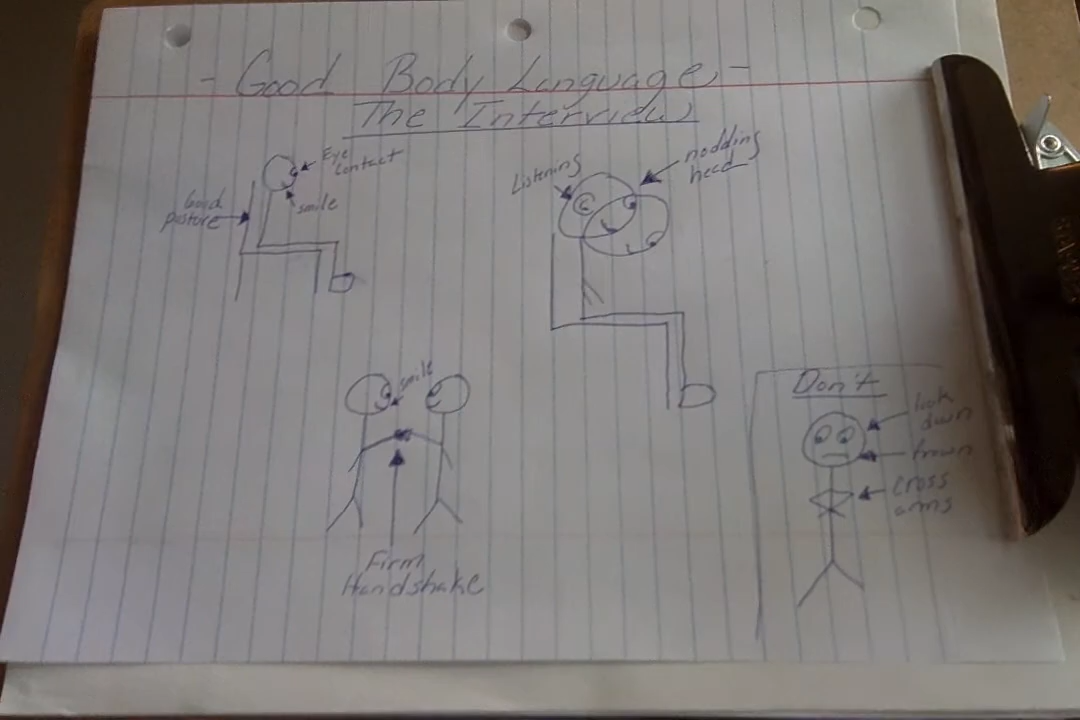 - Good Body Language -
The Interview
Eye
contact
smile
Good
posture
Listening
nodding
head
smile
Firm
Handshake
Don't
look
down
frown
cross
arms